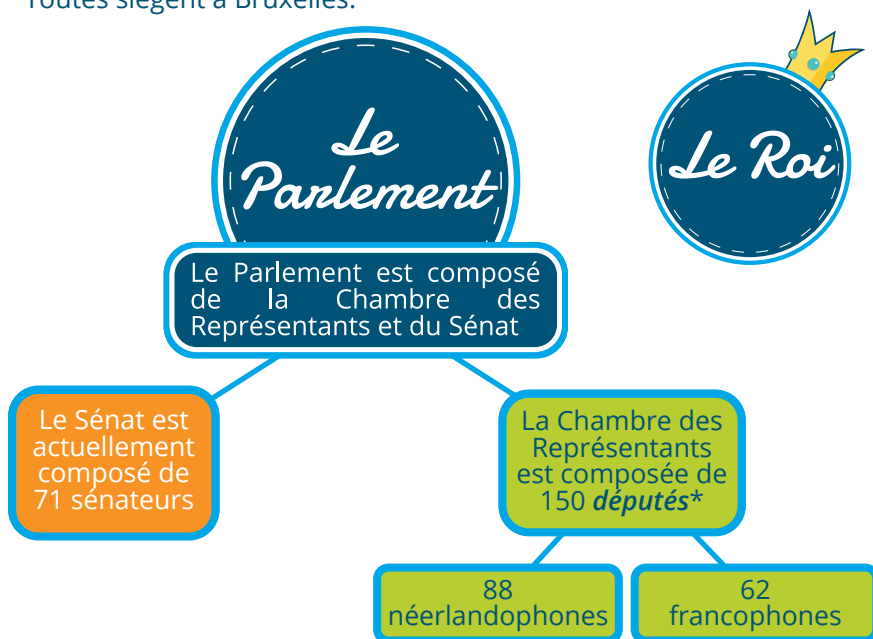 Toutes siègent à Bruxelles.
Le
Parlement
Le Roi
Le Parlement est composé
de la Chambre des
Représentants et du Sénat
Le Sénat est
actuellement
composé de
71 sénateurs
La Chambre des
Représentants
est composée de
150 députés*
88
néerlandophones
62
francophones